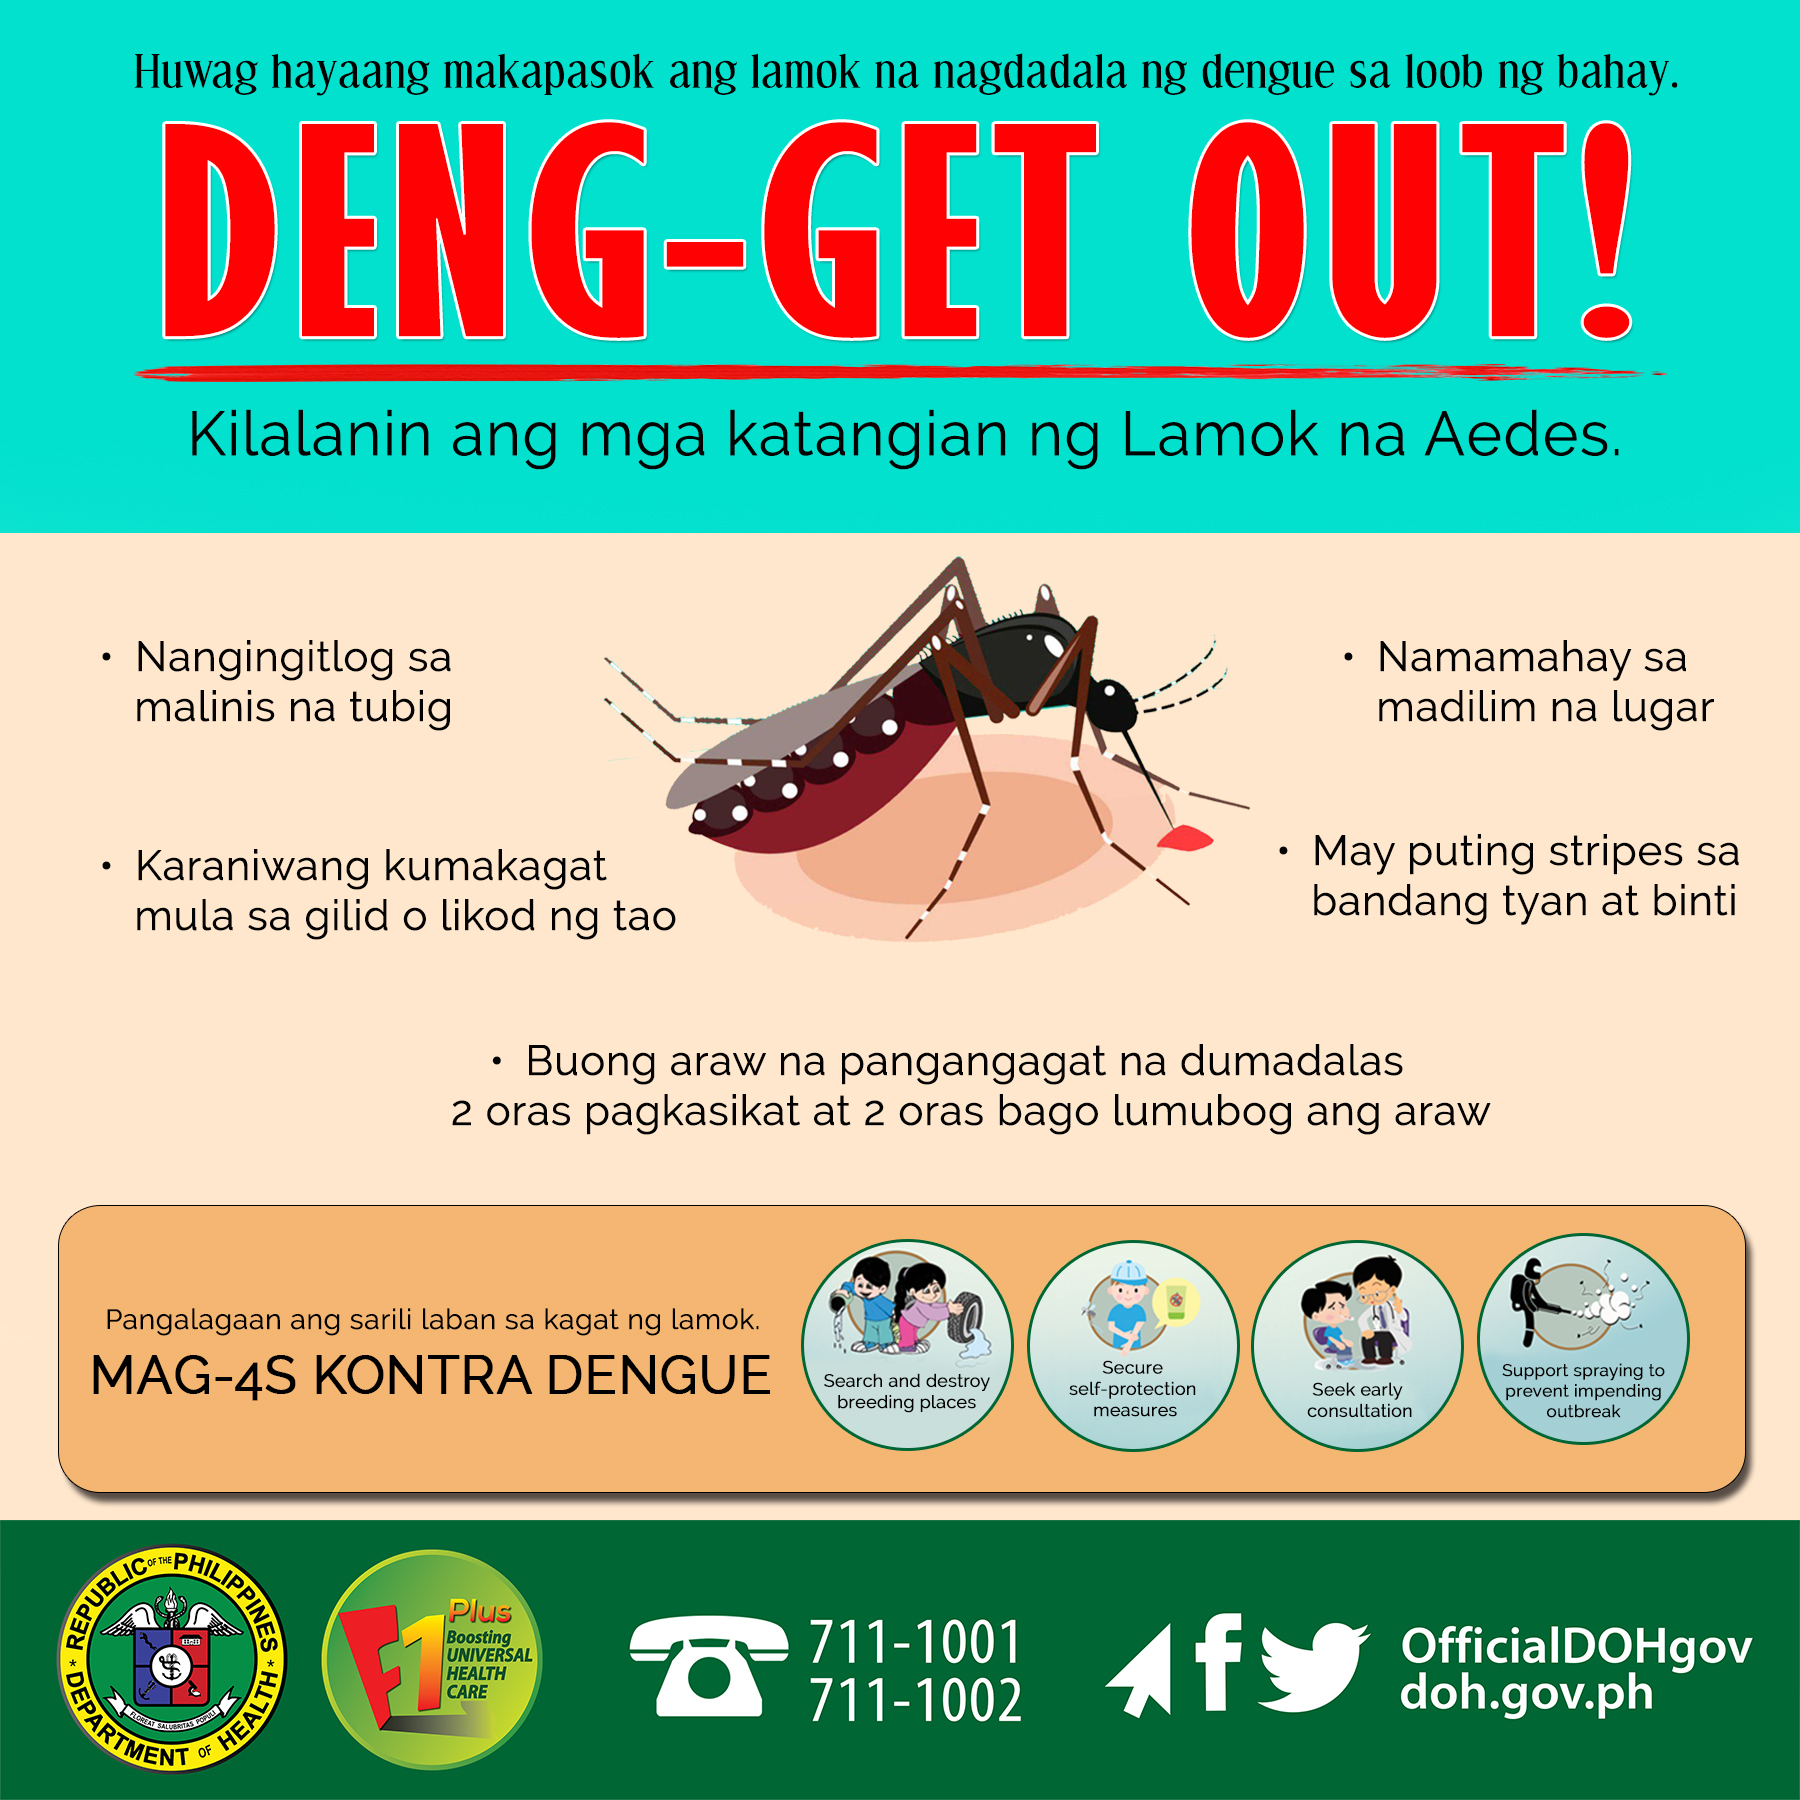 Huwag hayaang makapasok ang lamok na nagdadala ng dengue sa loob ng bahay.
DENG-GET OUT!
Kilalanin ang mga katangian ng Lamok na Aedes.
• Nangingitlog sa
malinis na tubig
• Karaniwang kumakagat
mula sa gilid o likod ng tao
• Namamahay sa
madilim na lugar
• May puting stripes sa
bandang tyan at binti
• Buong araw na pangangagat na dumadalas
2 oras pagkasikat at 2 oras bago lumubog ang araw
Pangalagaan ang sarili laban sa kagat ng lamok.
MAG-4S KONTRA DENGUE
Search and destroy
breeding places
Secure
self-protection
measures
Seek early
consultation
Support spraying to
prevent impending
outbreak
REPUBLIC OF THE PHILIPPINES
DEPARTMENT OF HEALTH
FLOREAT SALUBRITAS POPULI
F1 Plus
Boosting
UNIVERSAL
HEALTH
CARE
711-1001
711-1002
OfficialDOHgov
doh.gov.ph